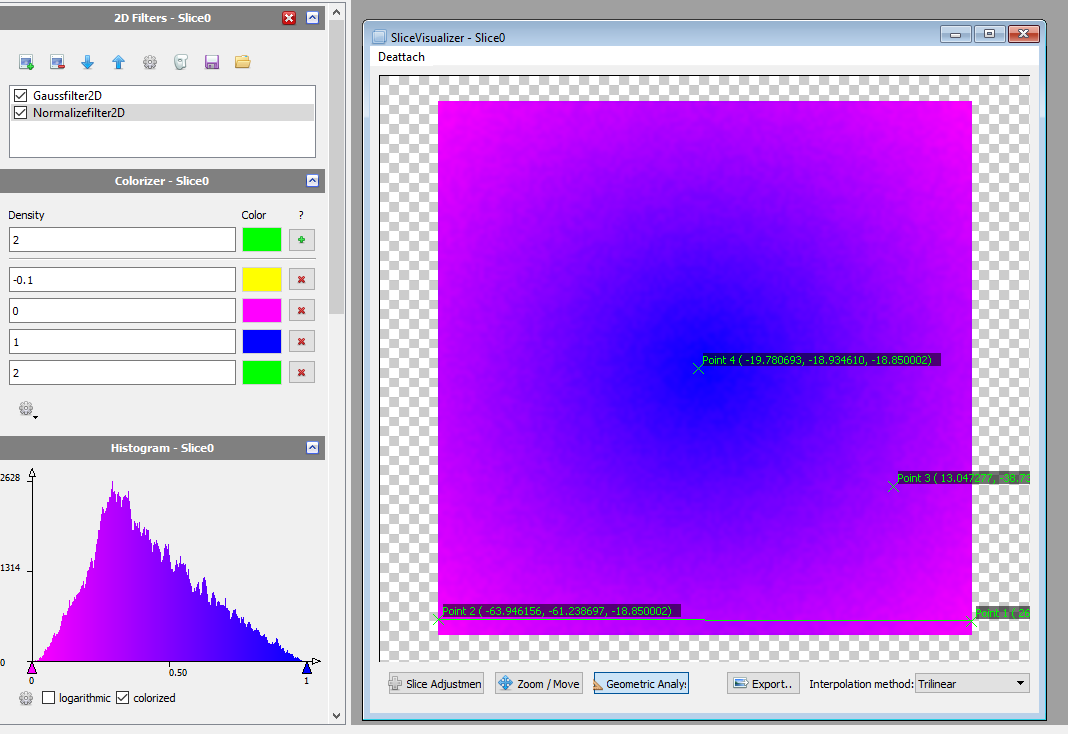 2D Filters - Slice0
Gaussfilter2D
Normalizefilter2D
Colorizer - Slice0
Density Color ?
2
-0.1
0
1
2
Histogram - Slice0
2628
1314
0
0 0.50 1
logarithmic colorized
SliceVisualizer - Slice0
Deattach
Point 4 ( -19.780693, -18.934610, -18.850002)
Point 3 ( 13.047277, -38.73
Point 2 ( -63.946156, -61.238697, -18.850002)
Point 1 ( 26
Slice Adjustmen Zoom / Move Geometric Analy: Export.. Interpolation method: Trilinear